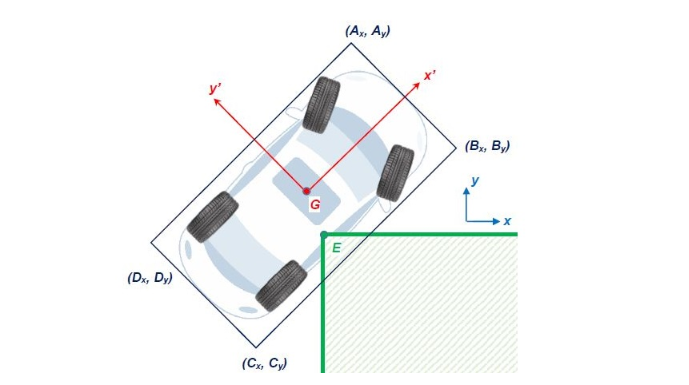 (Ax, Ay)
x'
y'
(Bx, By)
y
G
x
E
(Dx, Dy)
(Cx, Cy)